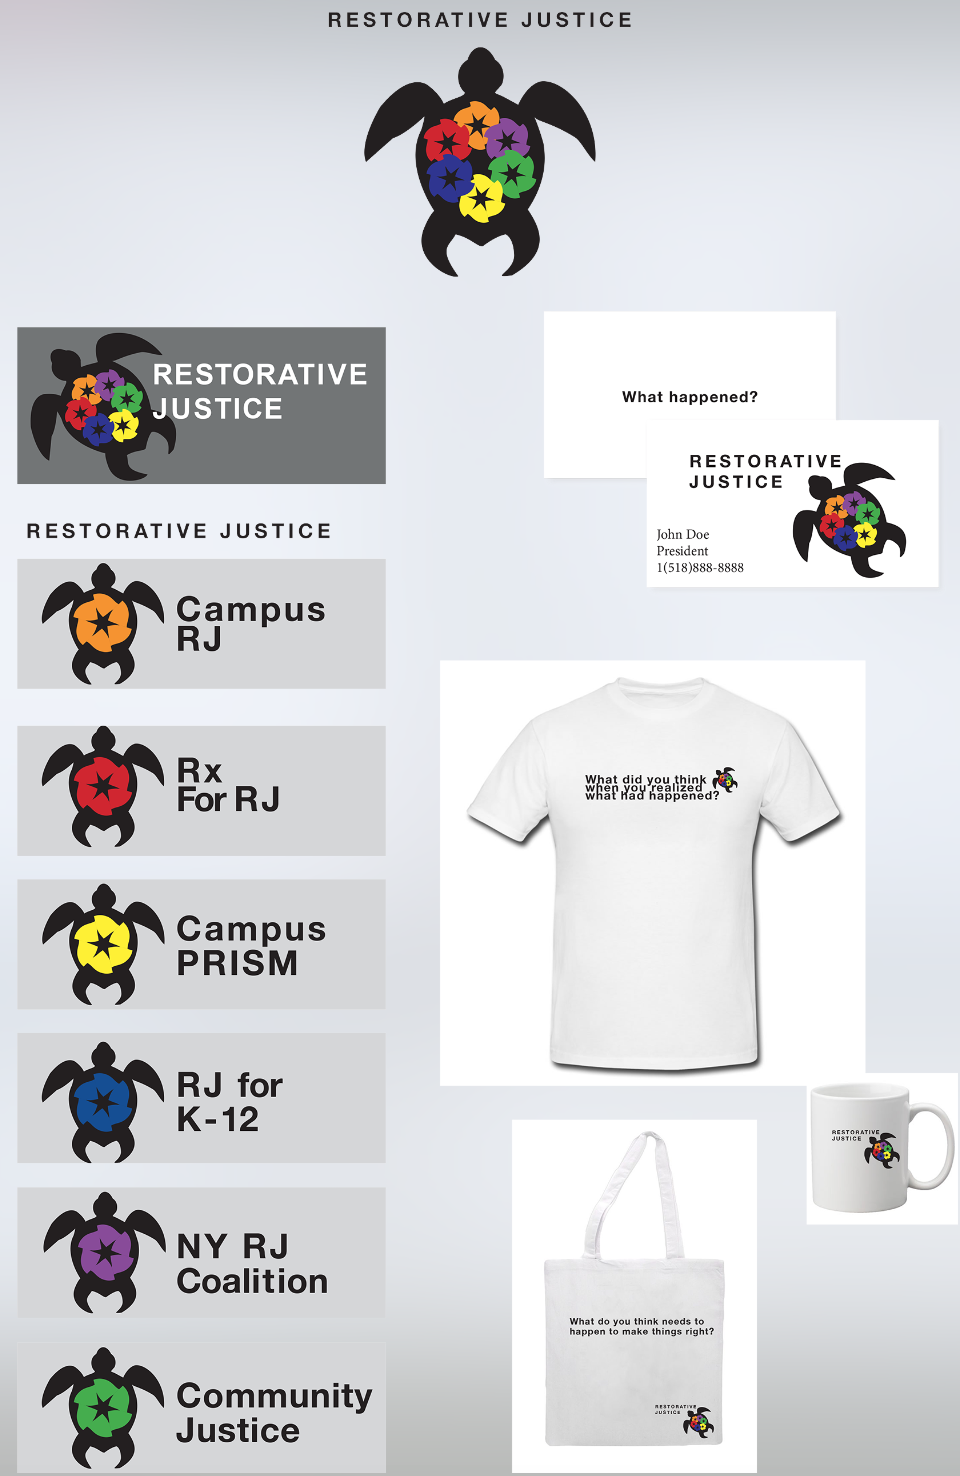 RESTORATIVE JUSTICE
RESTORATIVE
JUSTICE
What happened?
RESTORATIVE
JUSTICE
John Doe
President
1(518)888-8888
RESTORATIVE JUSTICE
Campus
RJ
Rx
For RJ
Campus
PRISM
RJ for
K-12
NY RJ
Coalition
Community
Justice
What did you think
when you realized
what had happened?
RESTORATIVE
JUSTICE
What do you think needs to
happen to make things right?
RESTORATIVE
JUSTICE